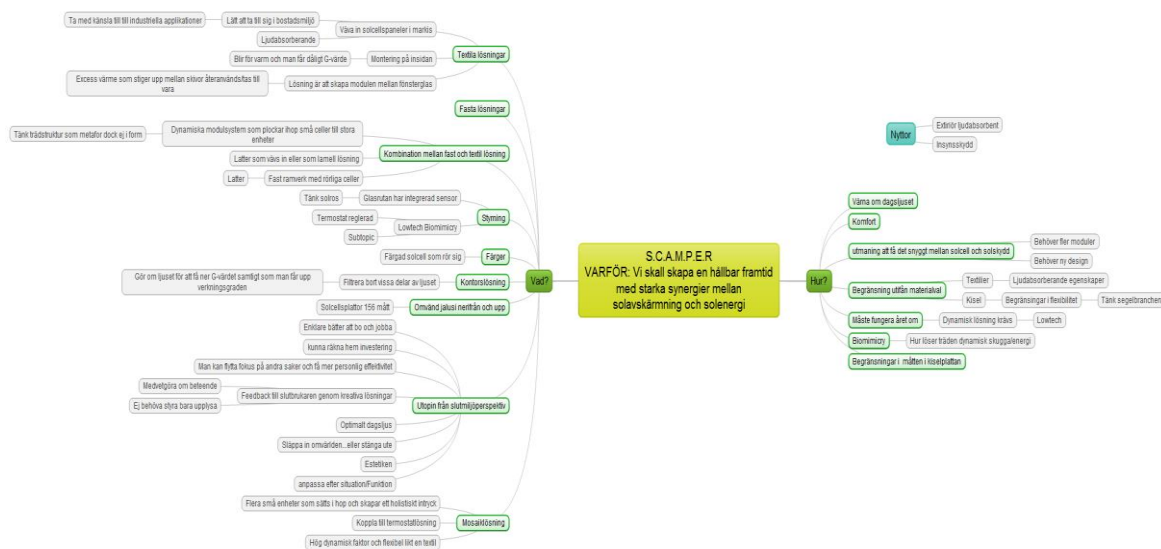 Ta med känsla till till industriella applikationer
Lätt att ta till sig i bostadsmiljö
Ljudabsorberande
Väva in solcellspaneler i markis
Blir för varm och man får dåligt G-värde
Montering på insidan
Excess värme som stiger upp mellan skivor återanvänds/tas till
vara
Lösning är att skapa modulen mellan fönsterglas
Textila lösningar
Fasta lösningar
Tänk trädstruktur som metafor dock ej i form
Dynamiska modulsystem som plockar ihop små celler till stora
enheter
Latter som vävs in eller som lamell lösning
Latter
Fast ramverk med rörliga celler
Kombination mellan fast och textil lösning
Tänk solros
Glasrutan har integrerad sensor
Termostat reglerad
Subtopic
Lowtech Biomimicry
Styrning
Färgad solcell som rör sig
Färger
Gör om ljuset för att få ner G-värdet samtigt som man får upp
verkningsgraden
Filtrera bort vissa delar av ljuset
Kontorslösning
Solcellsplattor 156 mått
Omvänd jalusi nerifrån och upp
Enklare bätter att bo och jobba
kunna räkna hem investering
Man kan flytta fokus på andra saker och få mer personlig effektivitet
Medvetgöra om beteende
Ej behöva styra bara upplysa
Feedback till slutbrukaren genom kreativa lösningar
Optimalt dagsljus
Släppa in omvärlden...eller stänga ute
Estetiken
anpassa efter situation/Funktion
Utopin från slutmiljöperspektiv
Flera små enheter som sätts i hop och skapar ett holistiskt intryck
Koppla till termostatlösning
Hög dynamisk faktor och flexibel likt en textil
Mosaiklösning
Vad?
S.C.A.M.P.E.R
VARFÖR: Vi skall skapa en hållbar framtid
med starka synergier mellan
solavskärmning och solenergi
Nyttor
Exteriör ljudabsorbent
Insynsskydd
Hur?
Värna om dagsljuset
Komfort
utmaning att få det snyggt mellan solcell och solskydd
Behöver fler moduler
Behöver ny design
Begränsning utifrån materialval
Textilier
Ljudabsorberande egenskaper
Kisel
Begränsingar i flexibilitet
Tänk segelbranchen
Måste fungera året om
Dynamisk lösning krävs
Lowtech
Biomimicry
Hur löser träden dynamisk skugga/energi
Begränsningar i måtten i kiselplattan